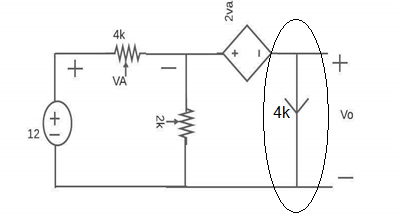 2va
4k
+ VA −
+ −
+
2k
4k
Vo
+
−
12
−